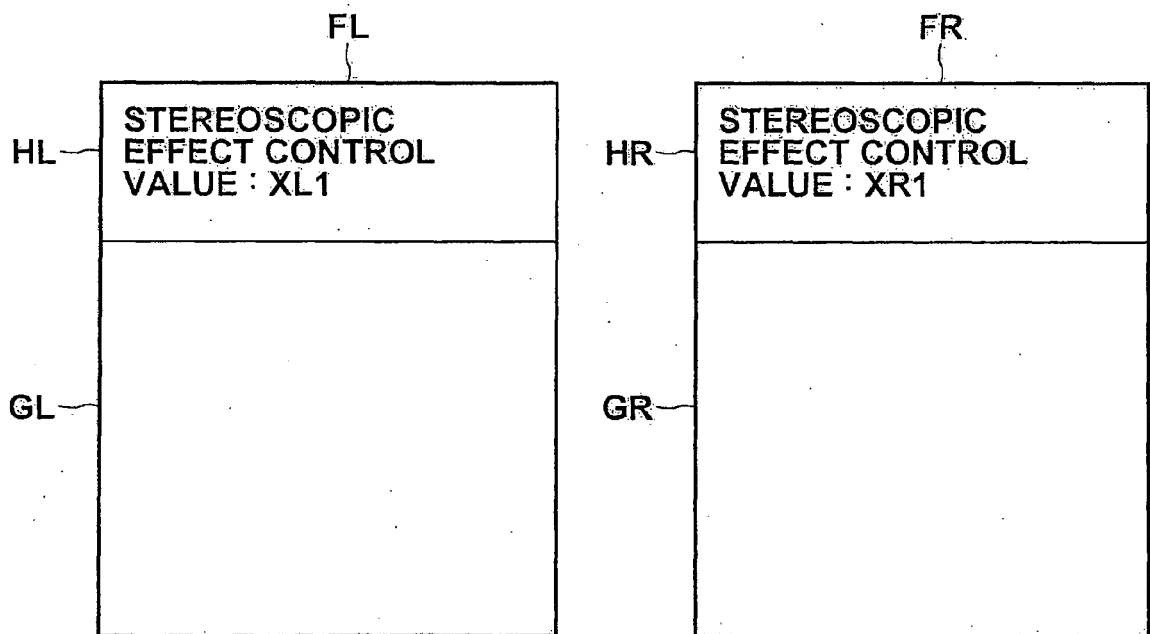 FL
FR
HL
STEREOSCOPIC
EFFECT CONTROL
VALUE : XL1
HR
STEREOSCOPIC
EFFECT CONTROL
VALUE : XR1
GL
GR